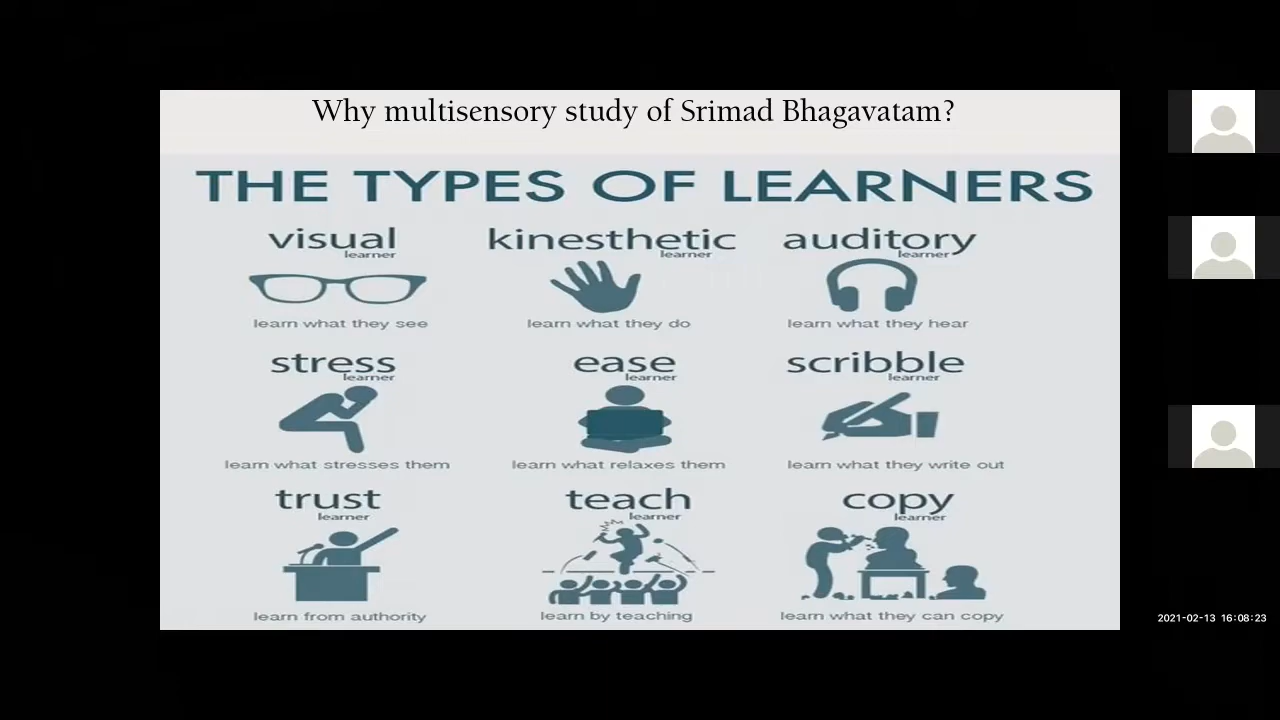 Why multisensory study of Srimad Bhagavatam?
THE TYPES OF LEARNERS
visual kinesthetic auditory
learner learner learner
learn what they see learn what they do learn what they hear
stress ease scribble
learner learner learner
learn what stresses them learn what relaxes them learn what they write out
trust teach copy
learner learner learner
learn from authority learn by teaching learn what they can copy
2021-02-13 16:08:23